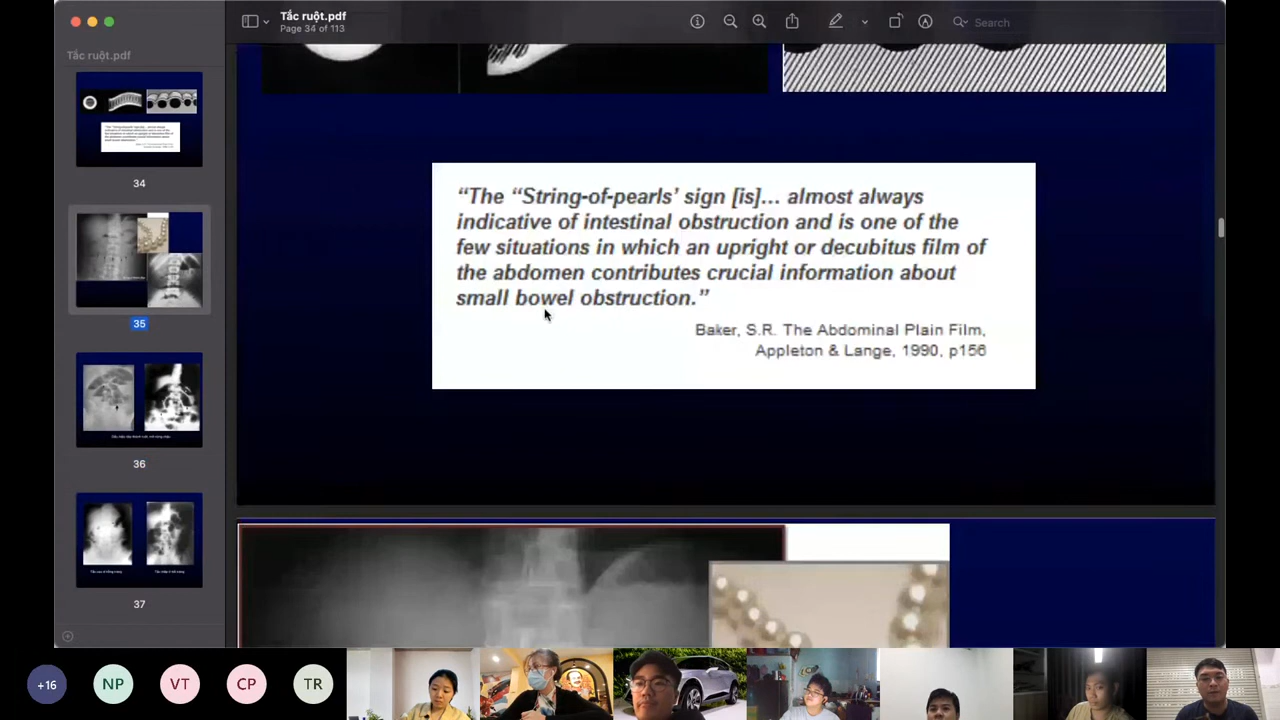 Tắc ruột.pdf
Page 34 of 113
Search
Tắc ruột.pdf
34
35
36
37
“The “String-of-pearls’ sign [is]... almost always
indicative of intestinal obstruction and is one of the
few situations in which an upright or decubitus film of
the abdomen contributes crucial information about
small bowel obstruction.”
Baker, S.R. The Abdominal Plain Film,
Appleton & Lange, 1990, p156
+16
NP
VT
CP
TR